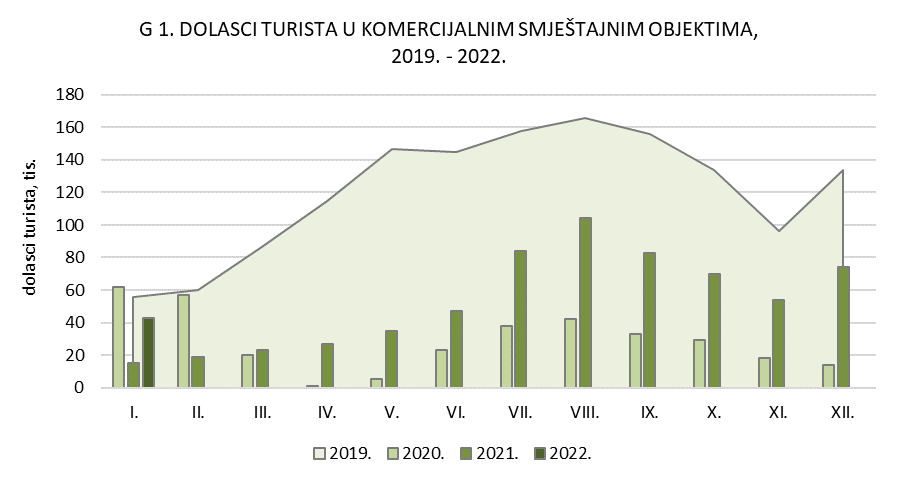 G 1. DOLASCI TURISTA U KOMERCIJALNIM SMJEŠTAJNIM OBJEKTIMA,
2019. - 2022.
dolasci turista, tis.
180
160
140
120
100
80
60
40
20
0
I. II. III. IV. V. VI. VII. VIII. IX. X. XI. XII.
2019. 2020. 2021. 2022.